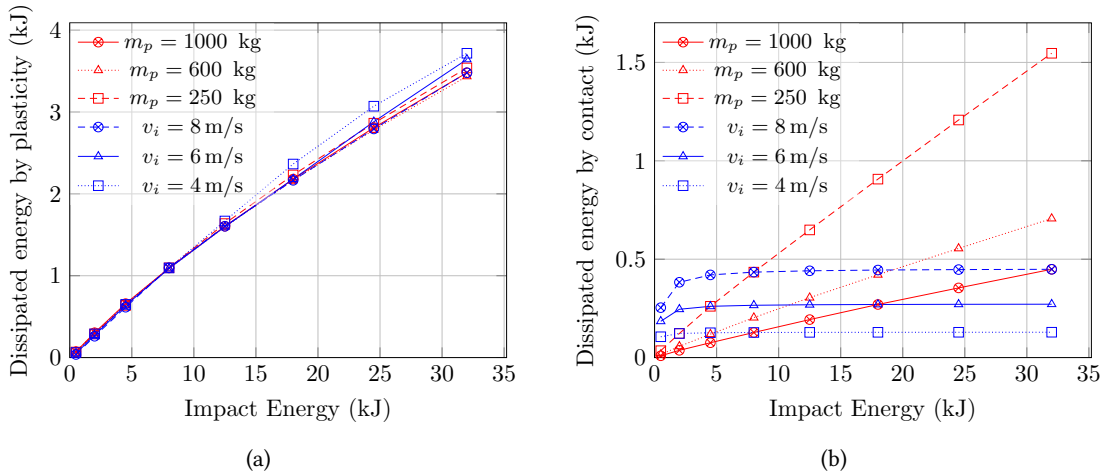 Dissipated energy by plasticity (kJ)
4
3
2
1
0
0 5 10 15 20 25 30 35
Impact Energy (kJ)
m_p = 1000 kg
m_p = 600 kg
m_p = 250 kg
v_i = 8 m/s
v_i = 6 m/s
v_i = 4 m/s
(a)
Dissipated energy by contact (kJ)
1.5
1
0.5
0
0 5 10 15 20 25 30 35
Impact Energy (kJ)
m_p = 1000 kg
m_p = 600 kg
m_p = 250 kg
v_i = 8 m/s
v_i = 6 m/s
v_i = 4 m/s
(b)